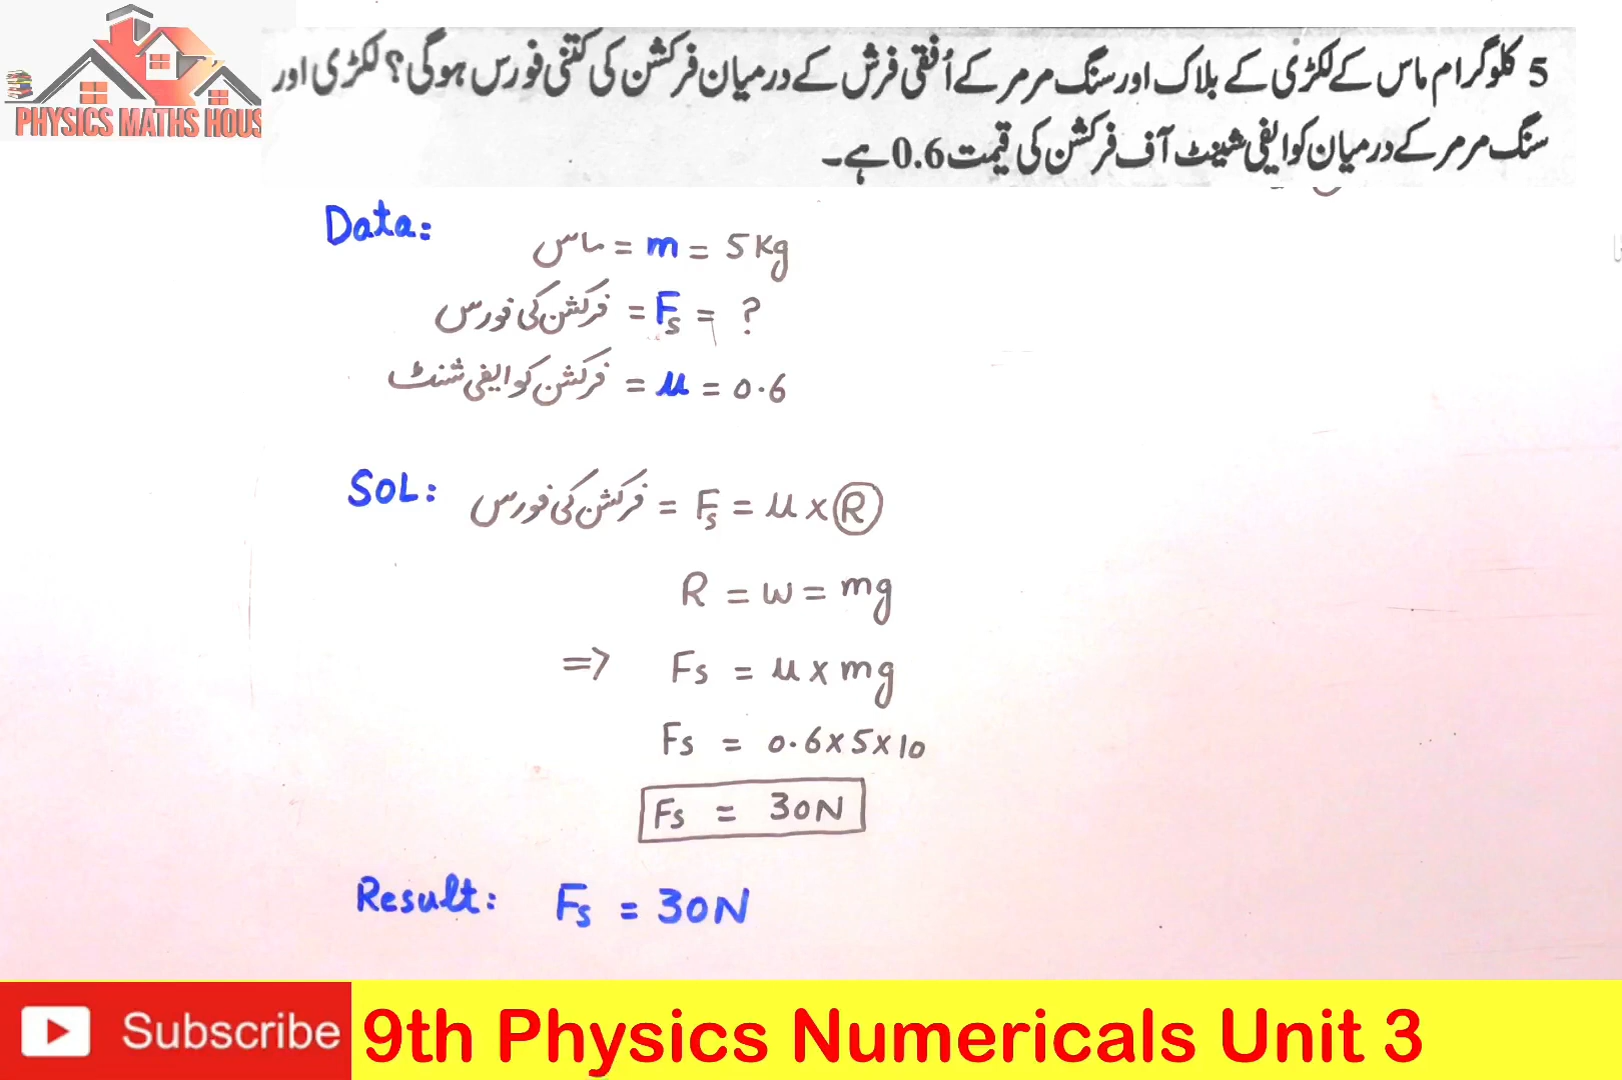 PHYSICS MATHS HOUS
5 کلوگرام ماس کے لکڑی کے بلاک اور سنگ مرمر کے اُفقی فرش کے درمیان فرکشن کی کتنی فورس ہوگی؟ لکڑی اور
سنگ مرمر کے درمیان کوایفی شینٹ آف فرکشن کی قیمت 0.6 ہے۔
Data:
ماس = m = 5 Kg
فرکشن کی فورس = Fs = ?
فرکشن کوایفی شنٹ = μ = 0.6
SoL: فرکشن کی فورس = Fs = μ × R
R = w = mg
=> Fs = μ × mg
Fs = 0.6 × 5 × 10
Fs = 30N
Result: Fs = 30N
Subscribe
9th Physics Numericals Unit 3